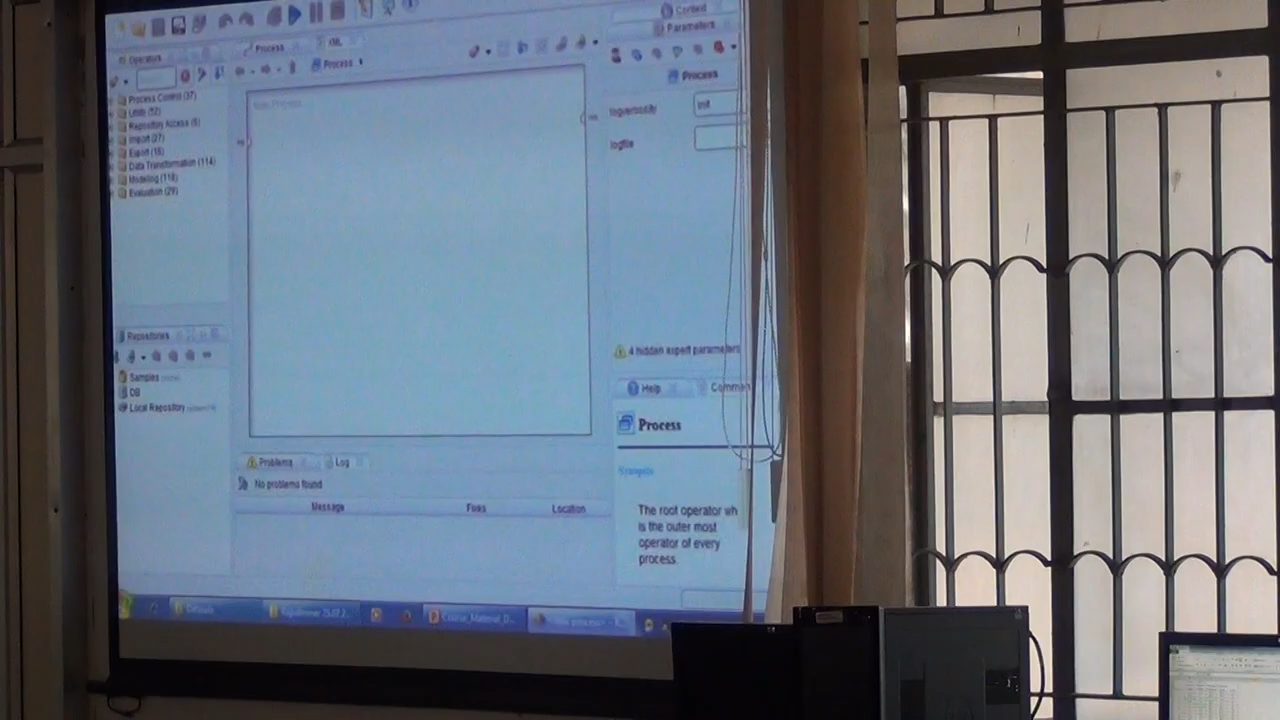 Context
Parameters
Operators
Process
XML
Process
Process
Process Control (37)
Utility (52)
Repository Access (6)
Import (27)
Export (18)
Data Transformation (114)
Modeling (118)
Evaluation (29)
logverbosity
init
logfile
4 hidden expert parameters
Repositories
Samples
DB
Local Repository
Help
Process
Synopsis
The root operator wh
is the outer most
operator of every
process.
Problems
Log
No problems found
Message
Fixes
Location